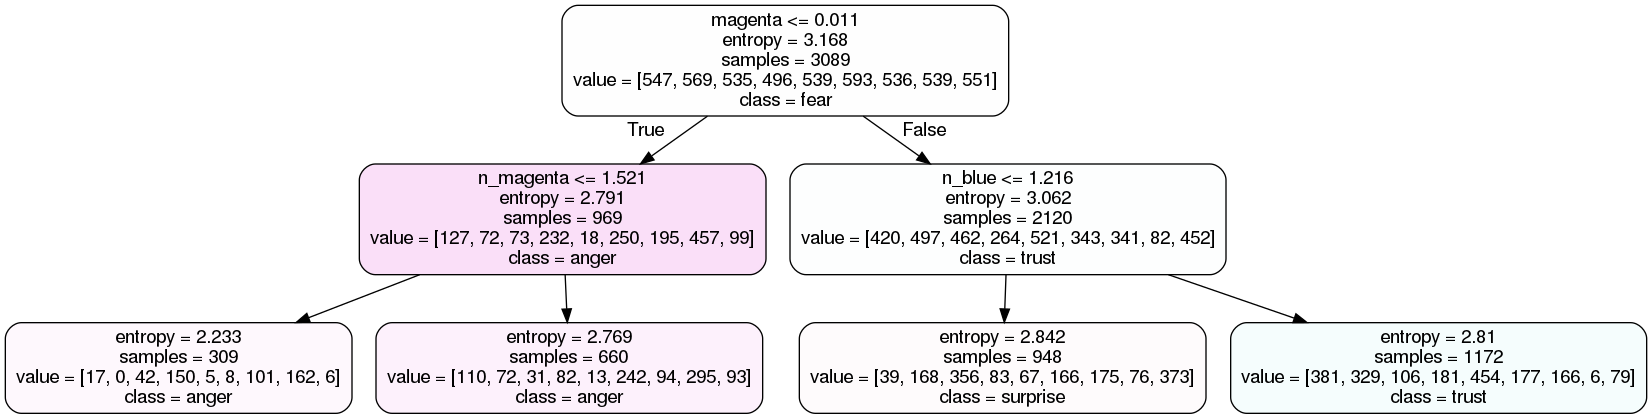 magenta <= 0.011
entropy = 3.168
samples = 3089
value = [547, 569, 535, 496, 539, 593, 536, 539, 551]
class = fear
True
False
n_magenta <= 1.521
entropy = 2.791
samples = 969
value = [127, 72, 73, 232, 18, 250, 195, 457, 99]
class = anger
n_blue <= 1.216
entropy = 3.062
samples = 2120
value = [420, 497, 462, 264, 521, 343, 341, 82, 452]
class = trust
entropy = 2.233
samples = 309
value = [17, 0, 42, 150, 5, 8, 101, 162, 6]
class = anger
entropy = 2.769
samples = 660
value = [110, 72, 31, 82, 13, 242, 94, 295, 93]
class = anger
entropy = 2.842
samples = 948
value = [39, 168, 356, 83, 67, 166, 175, 76, 373]
class = surprise
entropy = 2.81
samples = 1172
value = [381, 329, 106, 181, 454, 177, 166, 6, 79]
class = trust